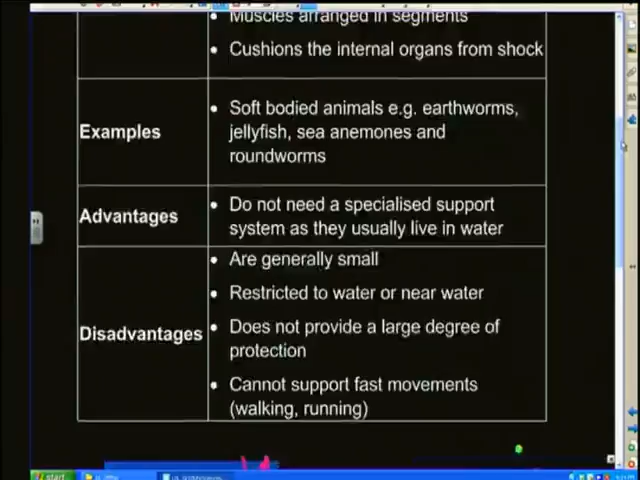 Muscles arranged in segments
• Cushions the internal organs from shock
Examples
• Soft bodied animals e.g. earthworms,
jellyfish, sea anemones and
roundworms
Advantages
• Do not need a specialised support
system as they usually live in water
Disadvantages
• Are generally small
• Restricted to water or near water
• Does not provide a large degree of
protection
• Cannot support fast movements
(walking, running)
start